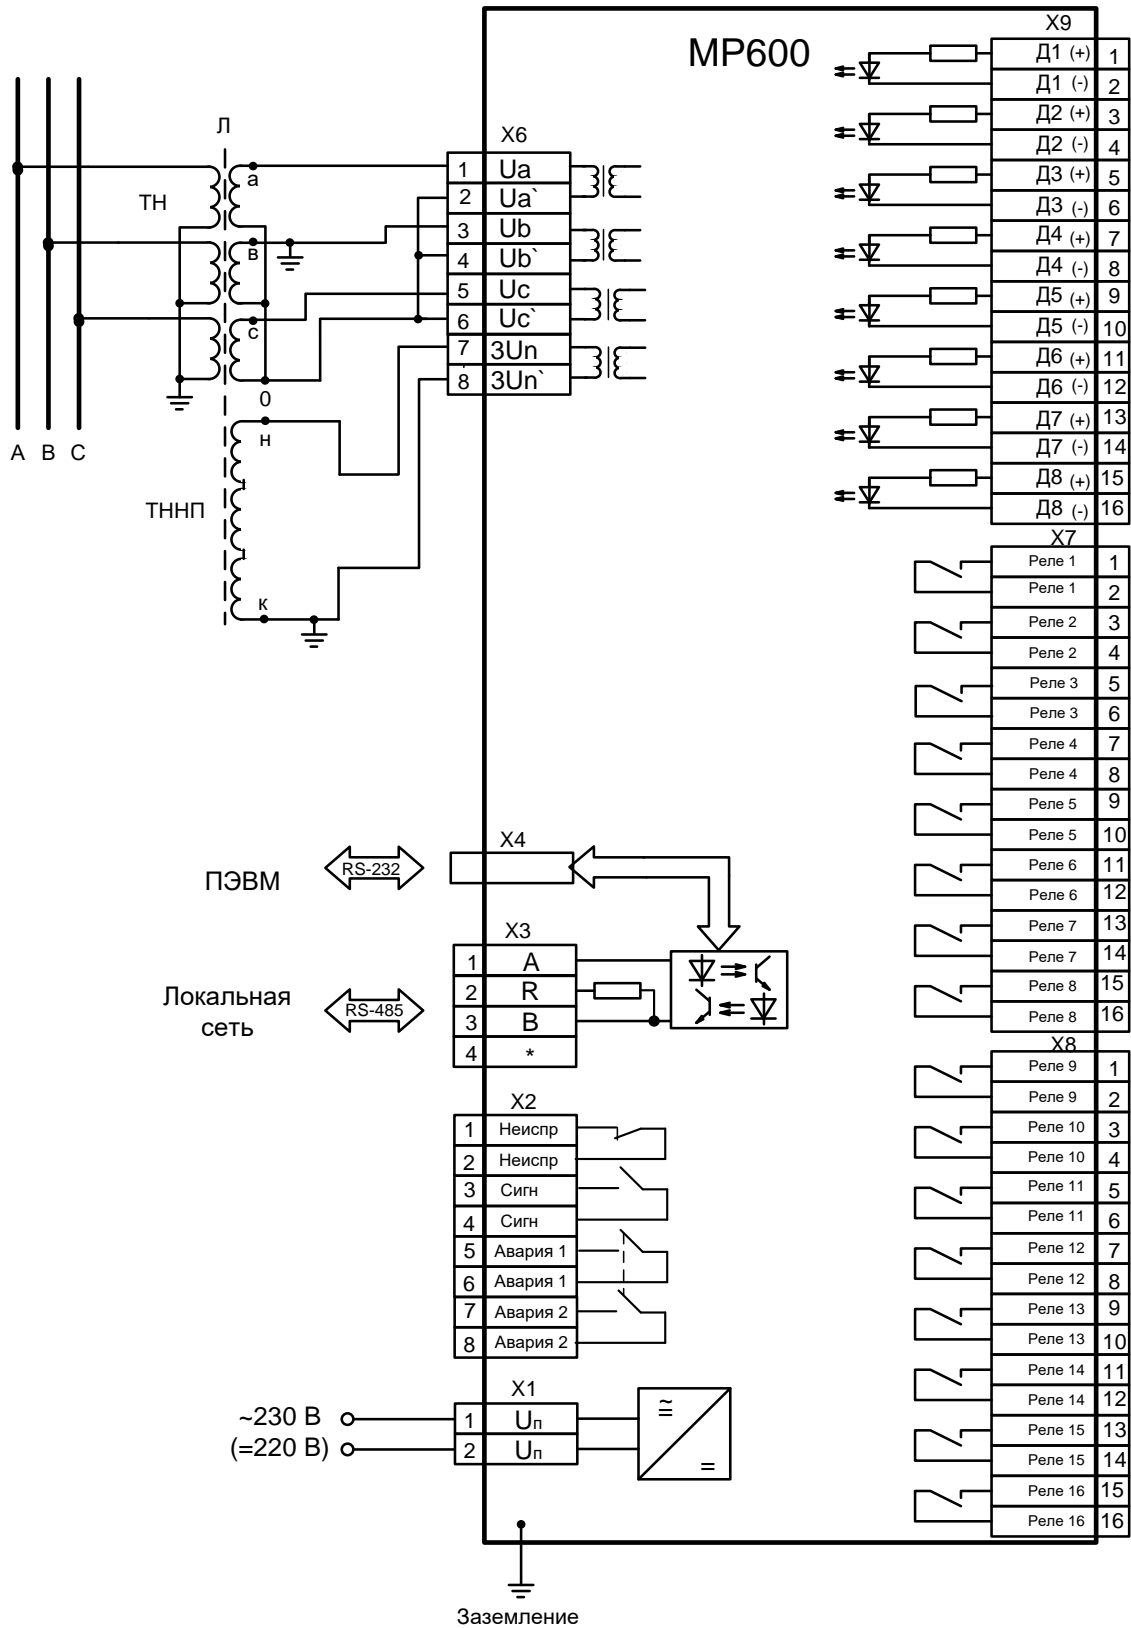 МР600
Л
ТН
а
в
с
0
н
ТННП
к
А В С
X6
1 Ua
2 Ua`
3 Ub
4 Ub`
5 Uc
6 Uc`
7 3Un
8 3Un`
ПЭВМ
RS-232
X4
Локальная
сеть
RS-485
X3
1 A
2 R
3 B
4 *
X2
1 Неиспр
2 Неиспр
3 Сигн
4 Сигн
5 Авария 1
6 Авария 1
7 Авария 2
8 Авария 2
~230 В
(=220 В)
X1
1 Uп
2 Uп
Заземление
X9
Д1 (+) 1
Д1 (-) 2
Д2 (+) 3
Д2 (-) 4
Д3 (+) 5
Д3 (-) 6
Д4 (+) 7
Д4 (-) 8
Д5 (+) 9
Д5 (-) 10
Д6 (+) 11
Д6 (-) 12
Д7 (+) 13
Д7 (-) 14
Д8 (+) 15
Д8 (-) 16
X7
Реле 1 1
Реле 1 2
Реле 2 3
Реле 2 4
Реле 3 5
Реле 3 6
Реле 4 7
Реле 4 8
Реле 5 9
Реле 5 10
Реле 6 11
Реле 6 12
Реле 7 13
Реле 7 14
Реле 8 15
Реле 8 16
X8
Реле 9 1
Реле 9 2
Реле 10 3
Реле 10 4
Реле 11 5
Реле 11 6
Реле 12 7
Реле 12 8
Реле 13 9
Реле 13 10
Реле 14 11
Реле 14 12
Реле 15 13
Реле 15 14
Реле 16 15
Реле 16 16